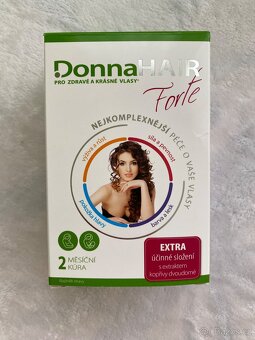 DonnaHAIR
PRO ZDRAVÉ A KRÁSNÉ VLASY®
Forte
NEJKOMPLEXNĚJŠÍ PÉČE O VAŠE VLASY
výživa a růst
síla a pevnost
pokožka hlavy
barva a lesk
EXTRA
účinné složení
s extraktem
kopřivy dvoudomé
2 MĚSÍČNÍ
KÚRA